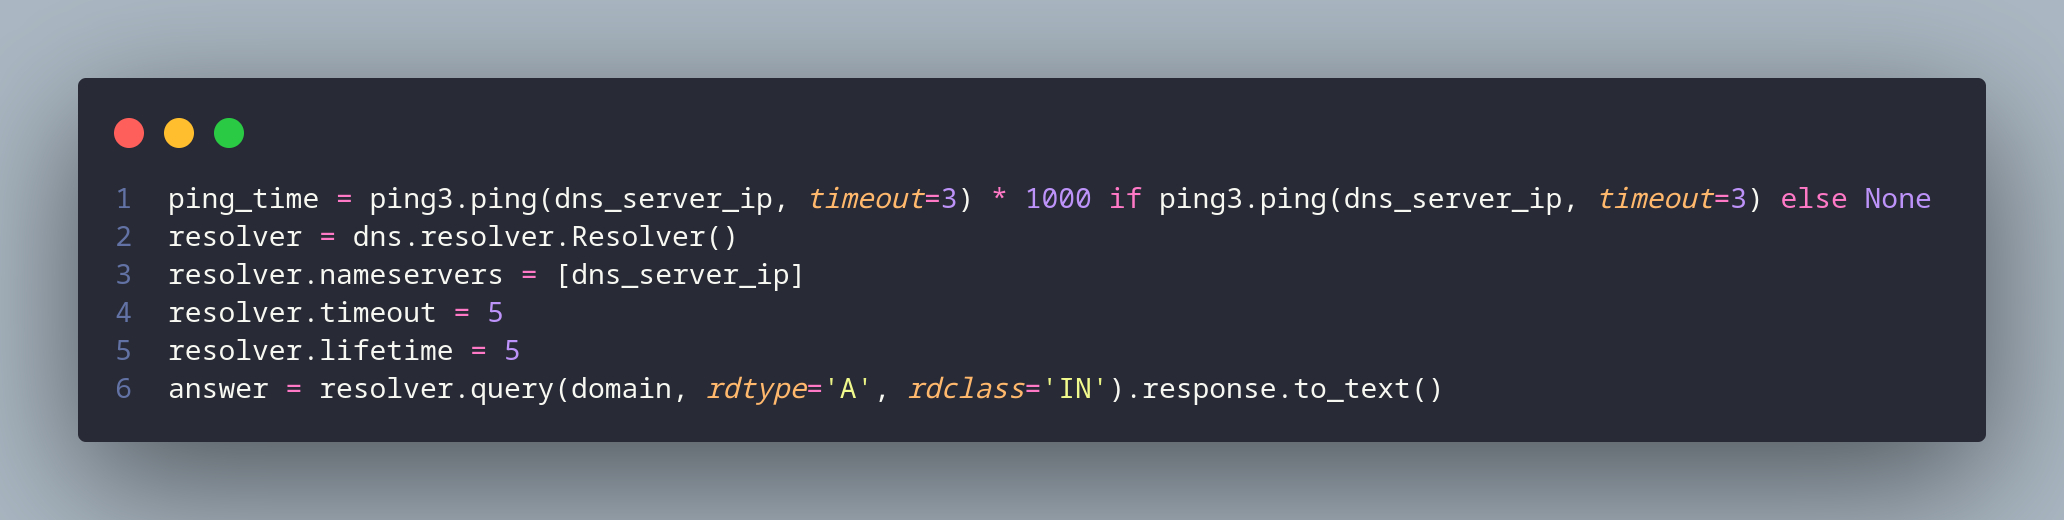 1 ping_time = ping3.ping(dns_server_ip, timeout=3) * 1000 if ping3.ping(dns_server_ip, timeout=3) else None
2 resolver = dns.resolver.Resolver()
3 resolver.nameservers = [dns_server_ip]
4 resolver.timeout = 5
5 resolver.lifetime = 5
6 answer = resolver.query(domain, rdtype='A', rdclass='IN').response.to_text()